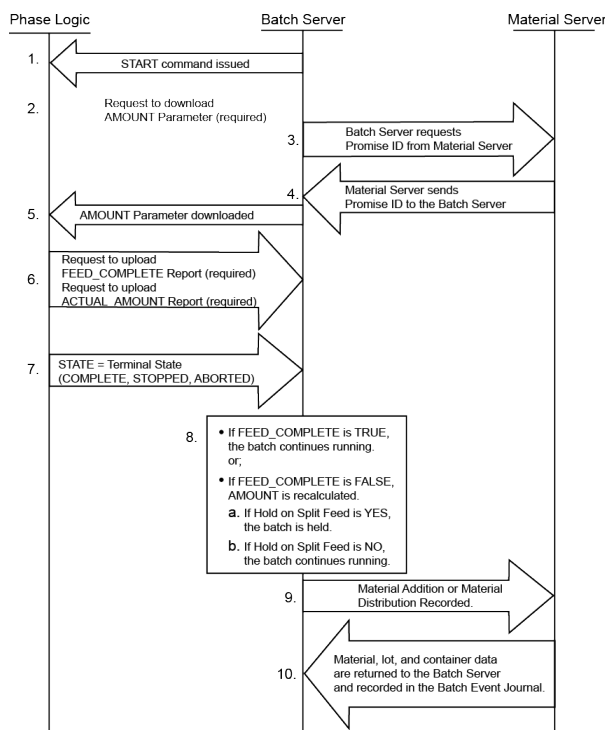 Phase Logic
Batch Server
Material Server
1.
START command issued
2.
Request to download
AMOUNT Parameter (required)
3.
Batch Server requests
Promise ID from Material Server
4.
Material Server sends
Promise ID to the Batch Server
5.
AMOUNT Parameter downloaded
6.
Request to upload
FEED_COMPLETE Report (required)
Request to upload
ACTUAL_AMOUNT Report (required)
7.
STATE = Terminal State
(COMPLETE, STOPPED, ABORTED)
8.
• If FEED_COMPLETE is TRUE,
the batch continues running.
or;
• If FEED_COMPLETE is FALSE,
AMOUNT is recalculated.
a. If Hold on Split Feed is YES,
the batch is held.
b. If Hold on Split Feed is NO,
the batch continues running.
9.
Material Addition or Material
Distribution Recorded.
10.
Material, lot, and container data
are returned to the Batch Server
and recorded in the Batch Event Journal.